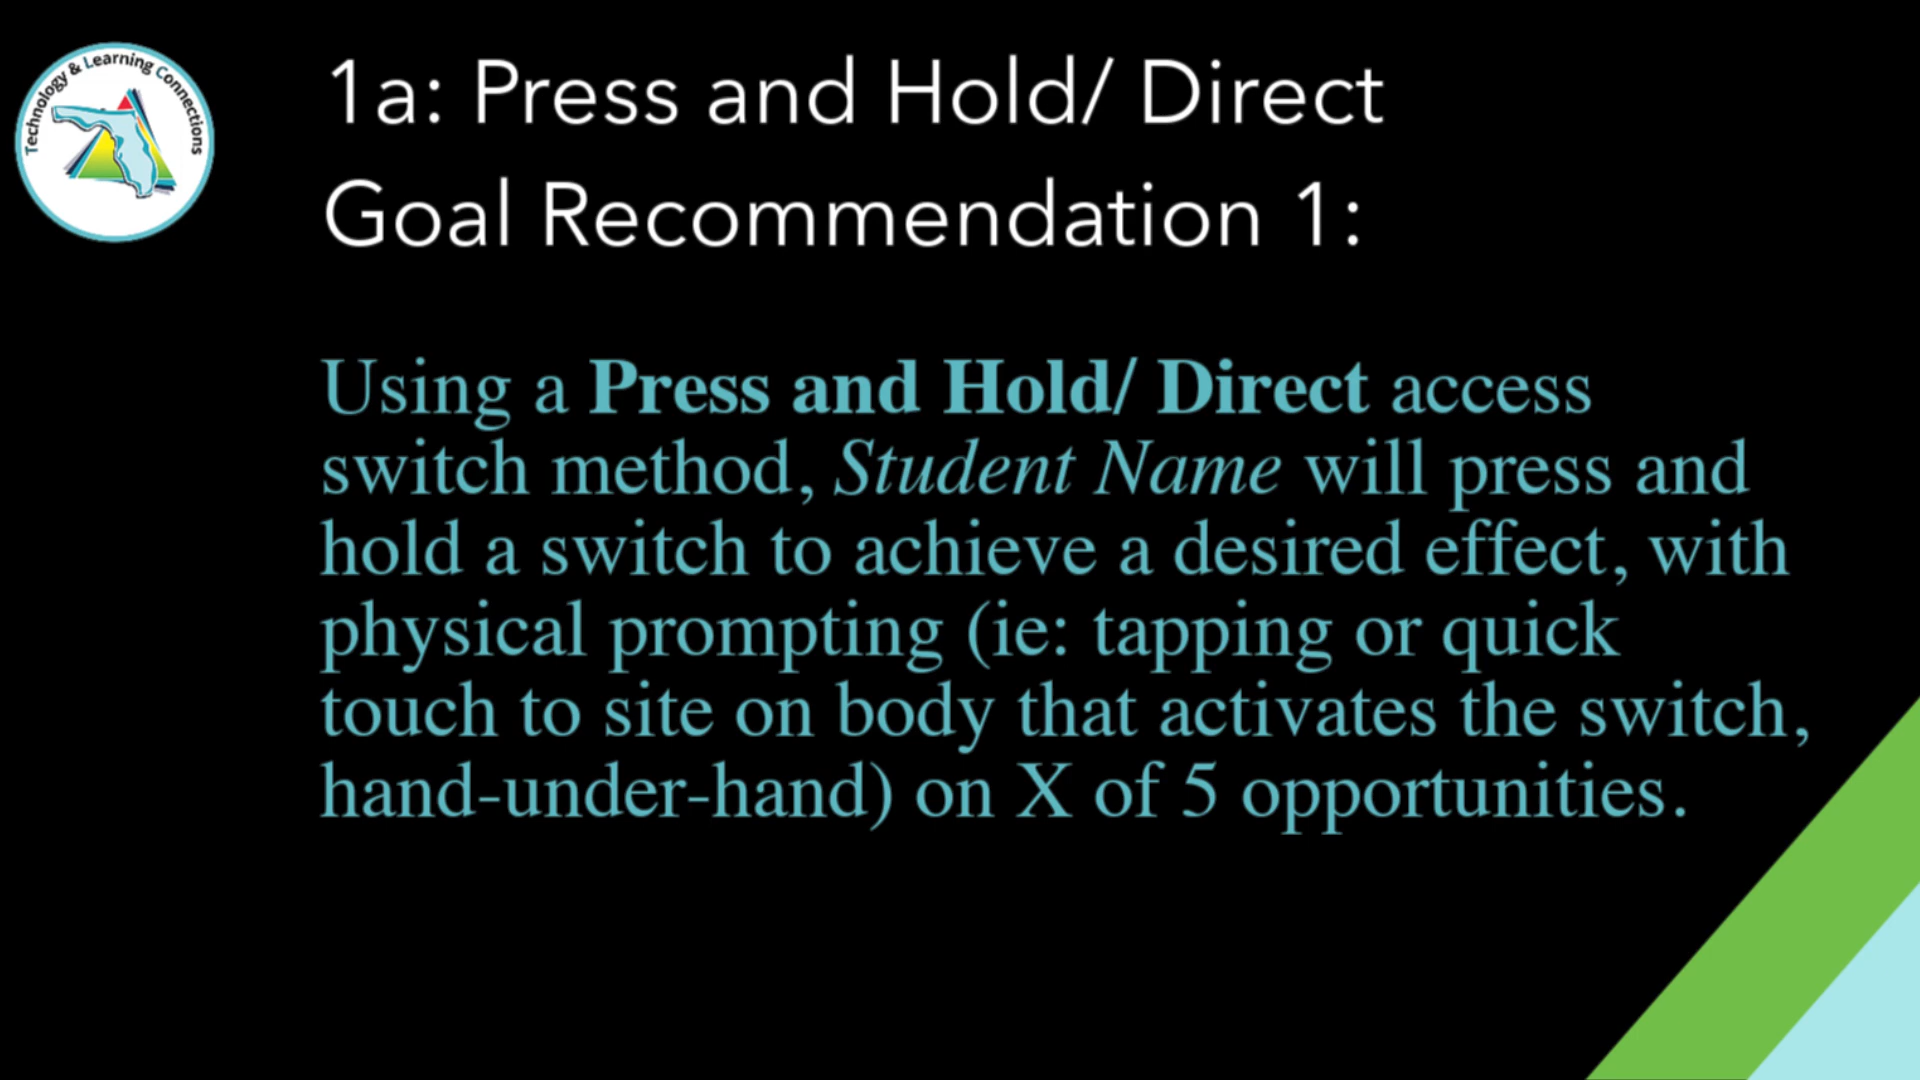 Technology & Learning Connections
1a: Press and Hold/ Direct
Goal Recommendation 1:
Using a Press and Hold/ Direct access
switch method, Student Name will press and
hold a switch to achieve a desired effect, with
physical prompting (ie: tapping or quick
touch to site on body that activates the switch,
hand-under-hand) on X of 5 opportunities.